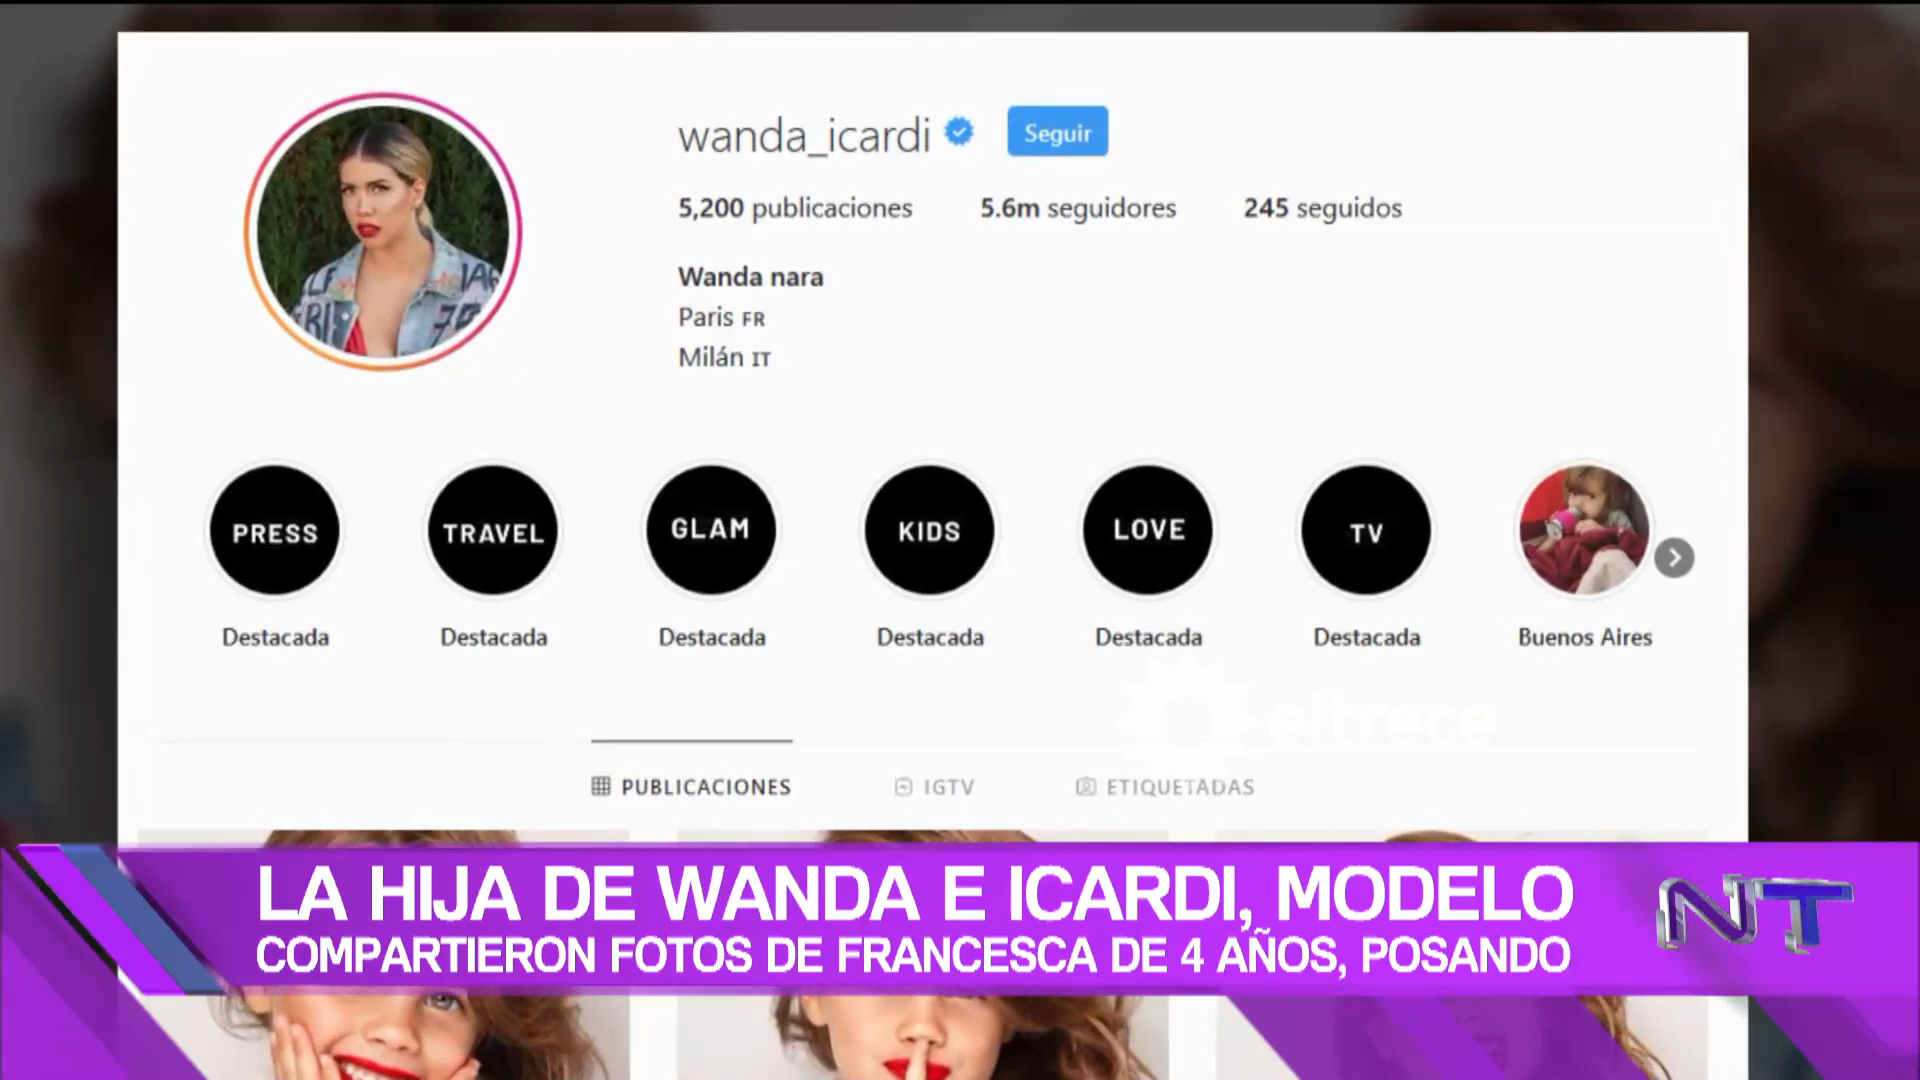 wanda_icardi
Seguir
5,200 publicaciones
5.6m seguidores
245 seguidos
Wanda nara
Paris FR
Milán IT
PRESS
TRAVEL
GLAM
KIDS
LOVE
TV
Destacada
Destacada
Destacada
Destacada
Destacada
Destacada
Buenos Aires
eltrece
PUBLICACIONES
IGTV
ETIQUETADAS
LA HIJA DE WANDA E ICARDI, MODELO
COMPARTIERON FOTOS DE FRANCESCA DE 4 AÑOS, POSANDO
NT